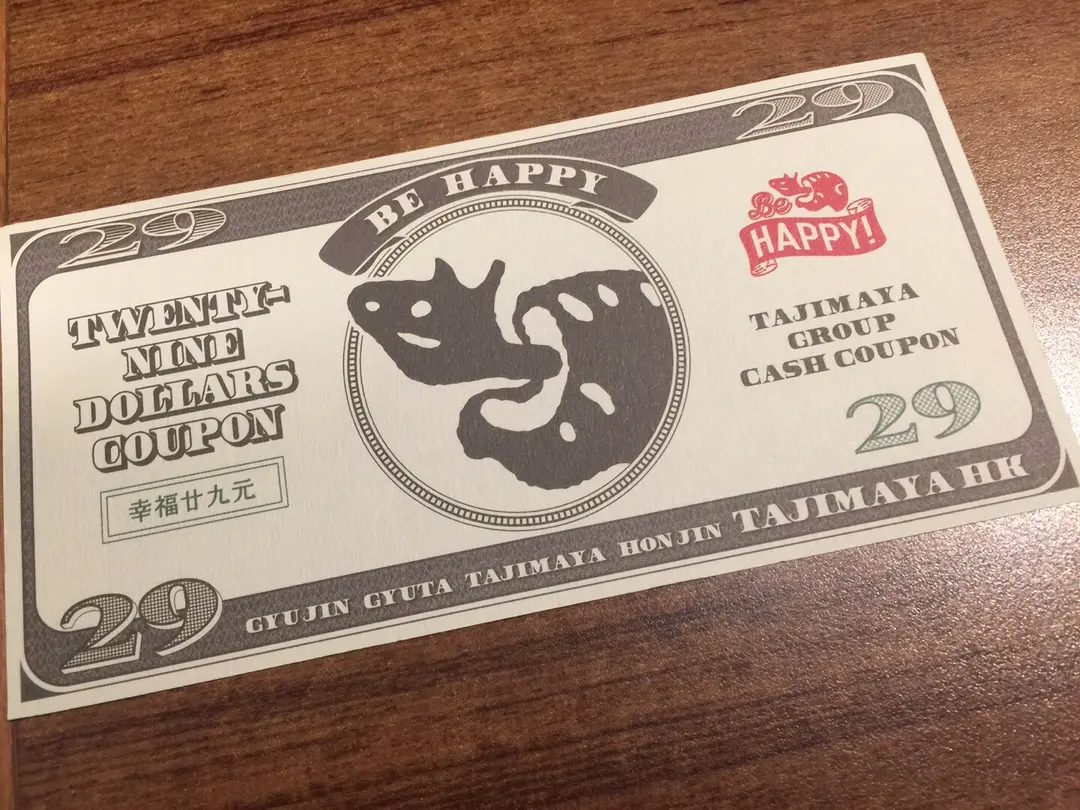 29
29
BE HAPPY
TWENTY-
NINE
DOLLARS
COUPON
幸福廿九元
Be
HAPPY!
TAJIMAYA
GROUP
CASH COUPON
29
29
GYUJIN GYUTA TAJIMAYA HONJIN TAJIMAYA HK